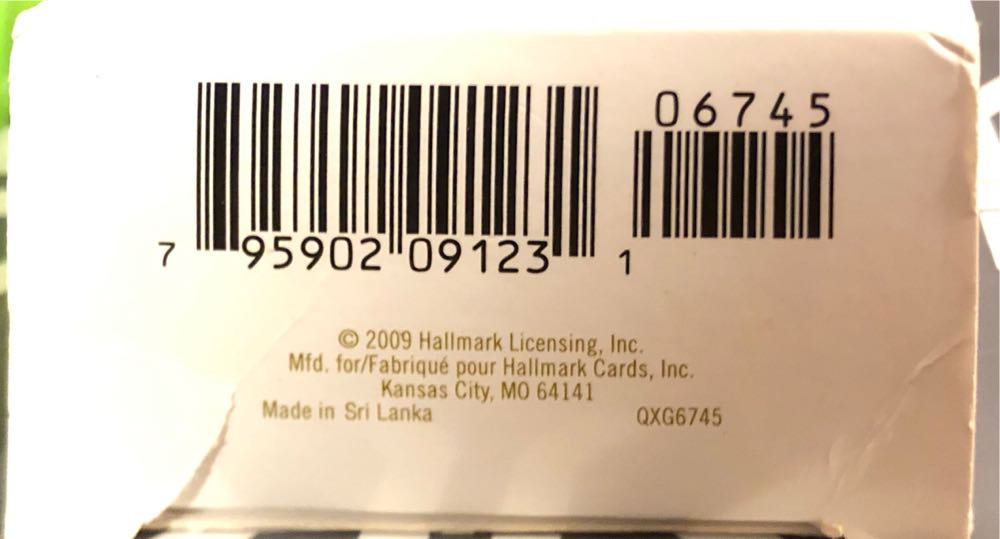 06745
7 95902 09123 1
© 2009 Hallmark Licensing, Inc.
Mfd. for/Fabriqué pour Hallmark Cards, Inc.
Kansas City, MO 64141
Made in Sri Lanka QXG6745